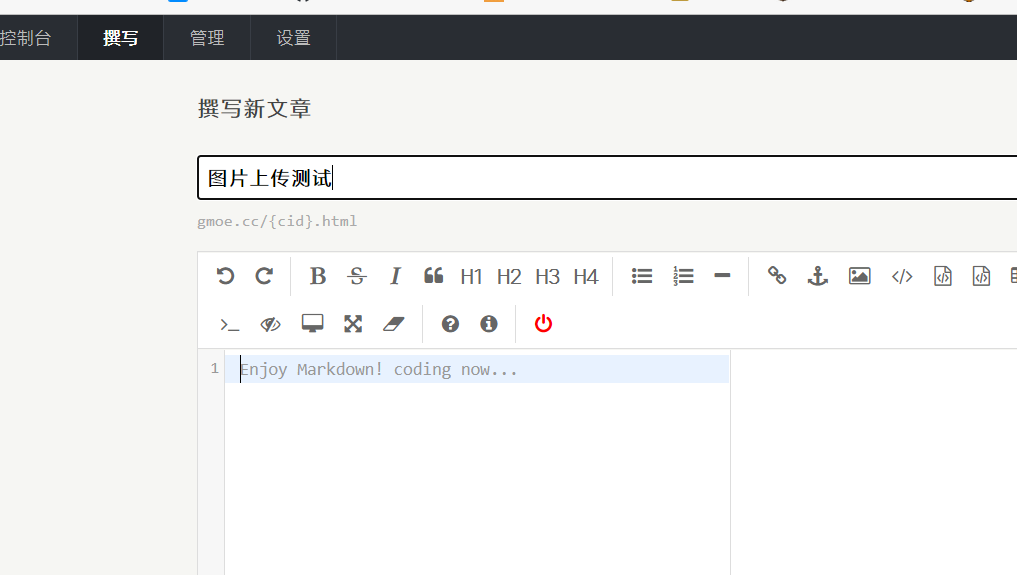 控制台 撰写 管理 设置
撰写新文章
图片上传测试
gmoe.cc/{cid}.html
B S I H1 H2 H3 H4
1 Enjoy Markdown! coding now...